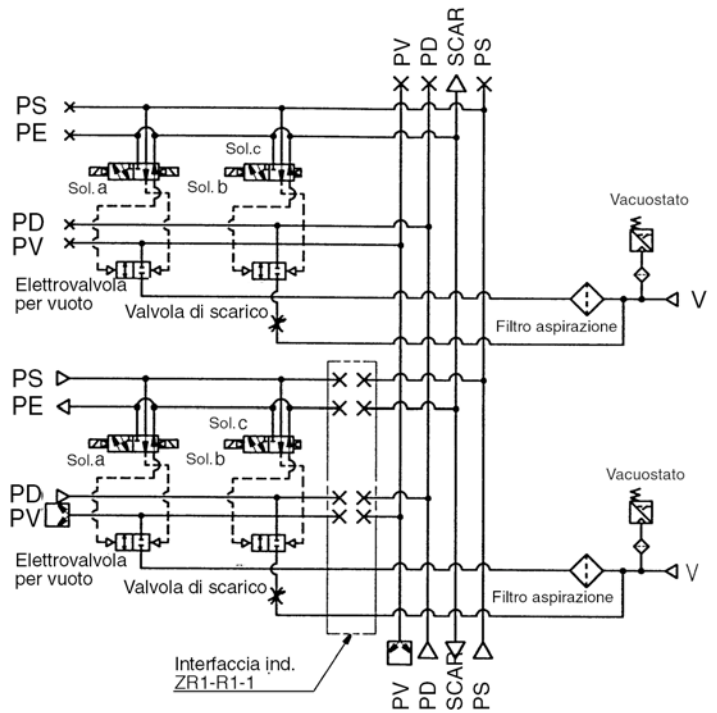 PV PD SCAR PS
PS
PE
Sol.c
Sol.a
Sol.b
PD
PV
Vacuostato
Elettrovalvola
per vuoto
Valvola di scarico
Filtro aspirazione
V
PS
PE
Sol.c
Sol.a
Sol.b
PD
PV
Vacuostato
Elettrovalvola
per vuoto
Valvola di scarico
Filtro aspirazione
V
Interfaccia ind.
ZR1-R1-1
PV PD SCAR PS